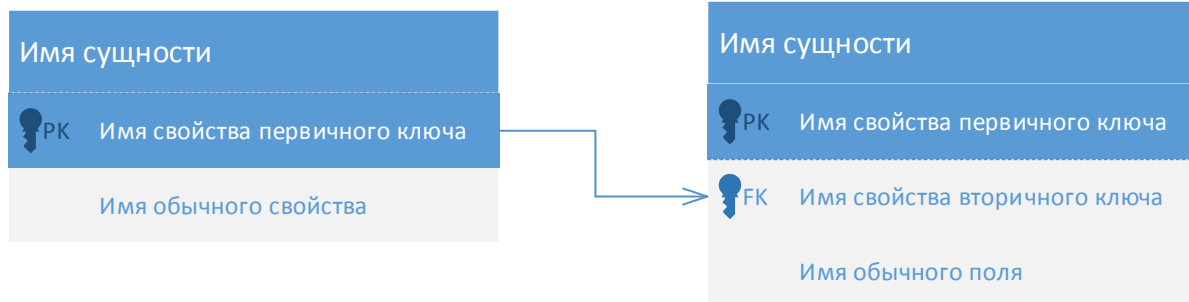 Имя сущности
PK Имя свойства первичного ключа
Имя обычного свойства
Имя сущности
PK Имя свойства первичного ключа
FK Имя свойства вторичного ключа
Имя обычного поля